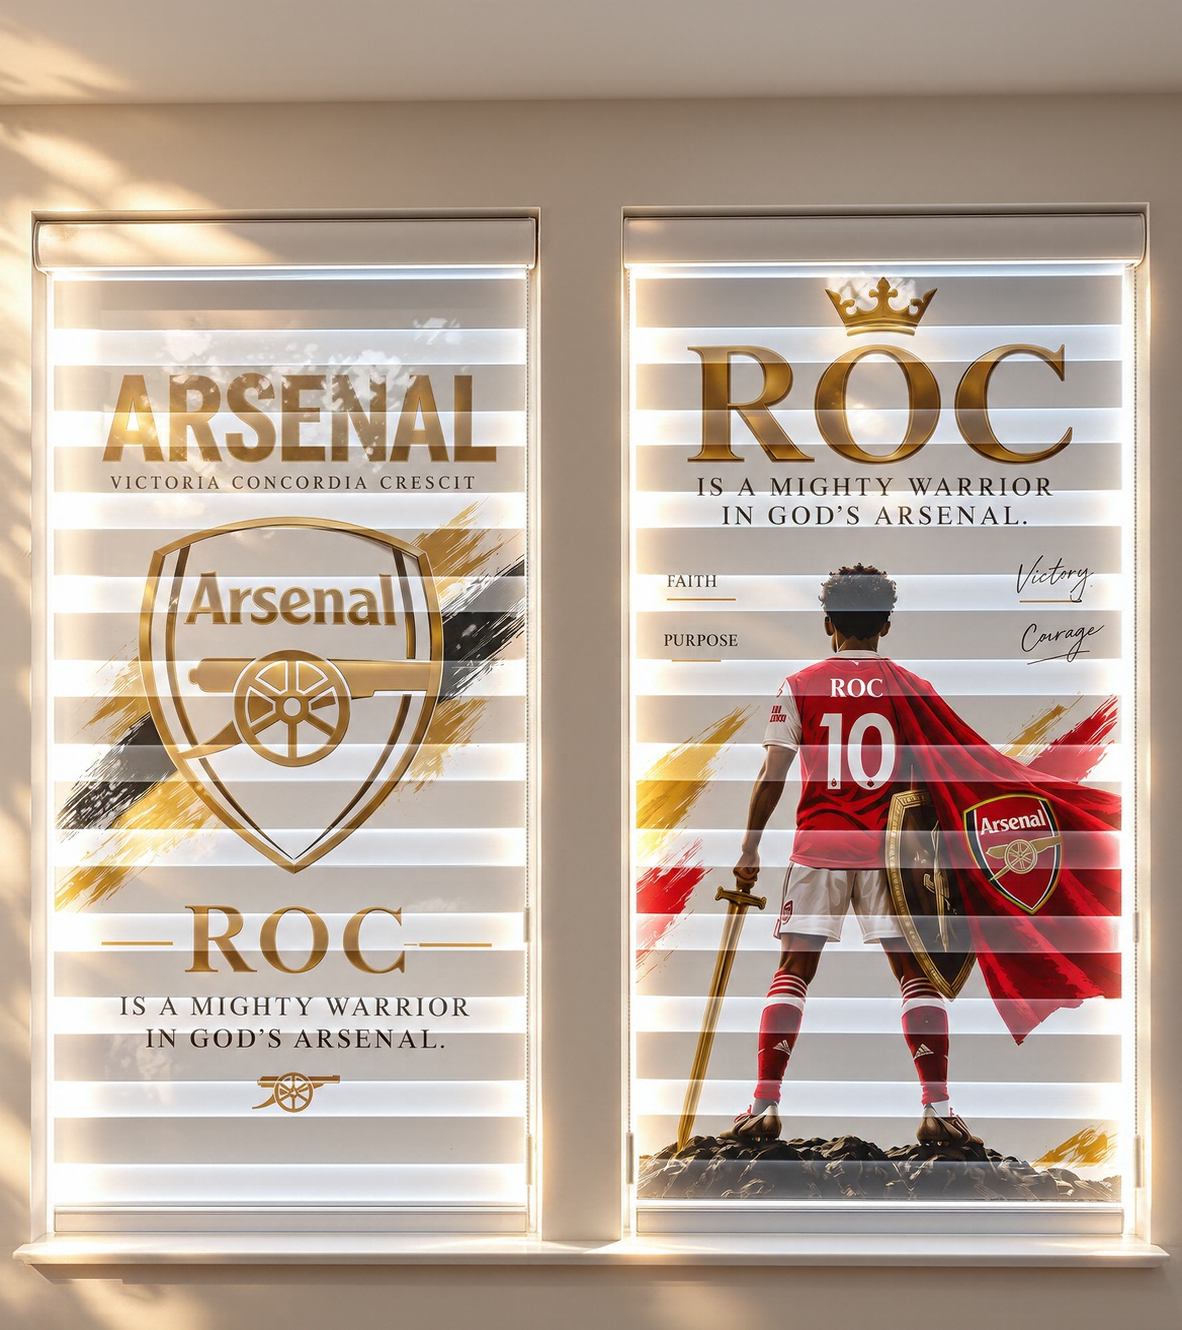 ARSENAL
VICTORIA CONCORDIA CRESCIT
Arsenal
ROC
IS A MIGHTY WARRIOR
IN GOD'S ARSENAL.
ROC
IS A MIGHTY WARRIOR
IN GOD'S ARSENAL.
FAITH
Victory
PURPOSE
Courage
ROC
10
Arsenal